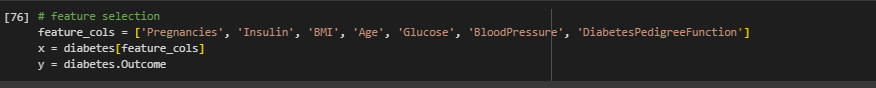 [76] # feature selection
feature_cols = ['Pregnancies', 'Insulin', 'BMI', 'Age', 'Glucose', 'BloodPressure', 'DiabetesPedigreeFunction']
x = diabetes[feature_cols]
y = diabetes.Outcome